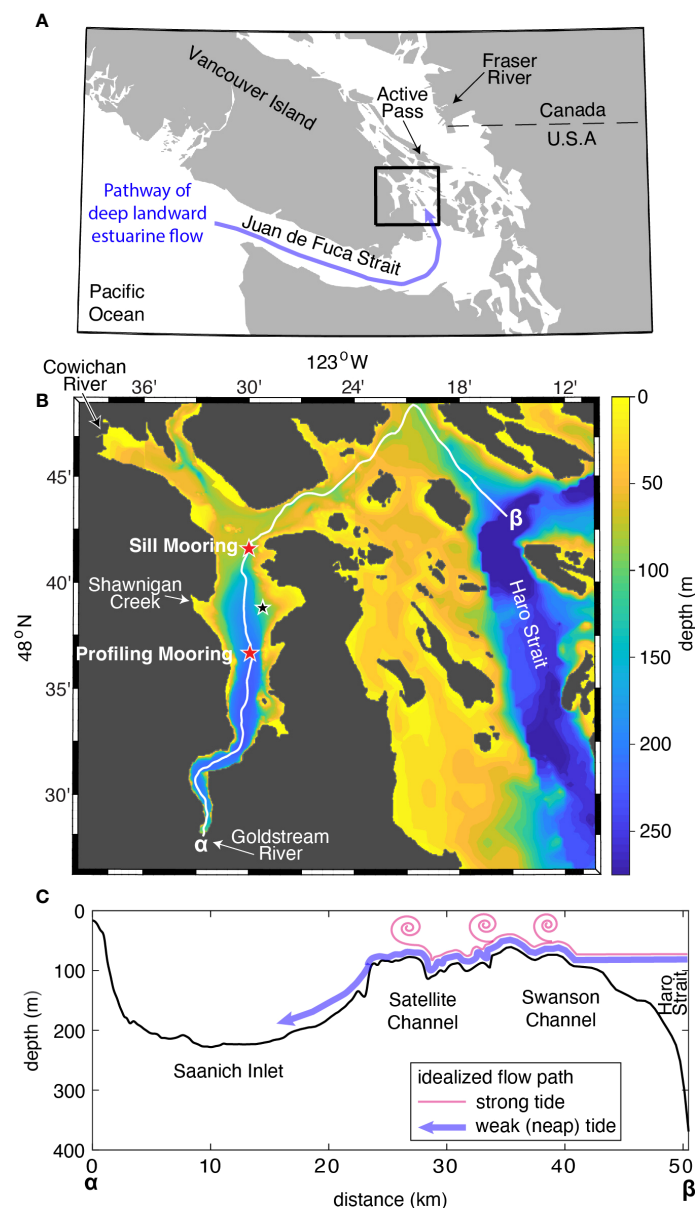 A
Vancouver Island
Fraser
River
Active
Pass
Canada
U.S.A
Pathway of
deep landward
estuarine flow
Juan de Fuca Strait
Pacific
Ocean
123° W
Cowichan
River
36'
30'
24'
18'
12'
B
0
45'
50
β
Sill Mooring
100
40'
Shawnigan
Creek
Haro Strait
48° N
depth (m
150
Profiling Mooring
35'
200
30'
α
Goldstream
River
250
C
0
100
Satellite
Channel
Swanson
Channel
Haro
Strait
depth (m)
200
Saanich Inlet
idealized flow path
300
strong tide
weak (neap) tide
400
0
10
20
30
40
50
α
β
distance (km)